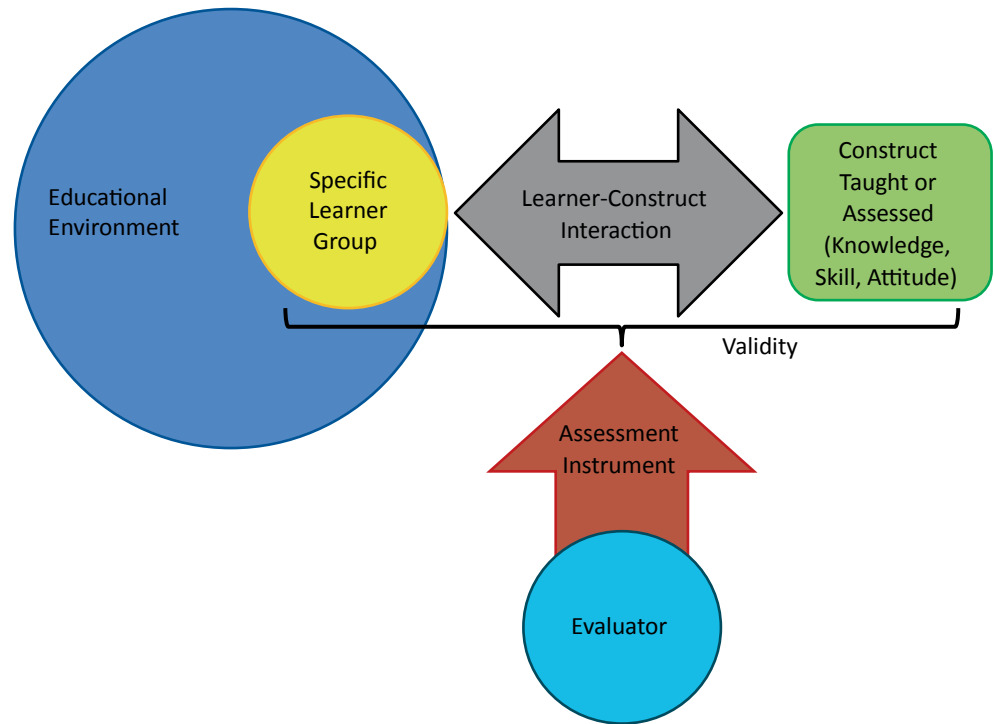 Educational
Environment
Specific
Learner
Group
Learner-Construct
Interaction
Construct
Taught or
Assessed
(Knowledge,
Skill, Attitude)
Validity
Assessment
Instrument
Evaluator